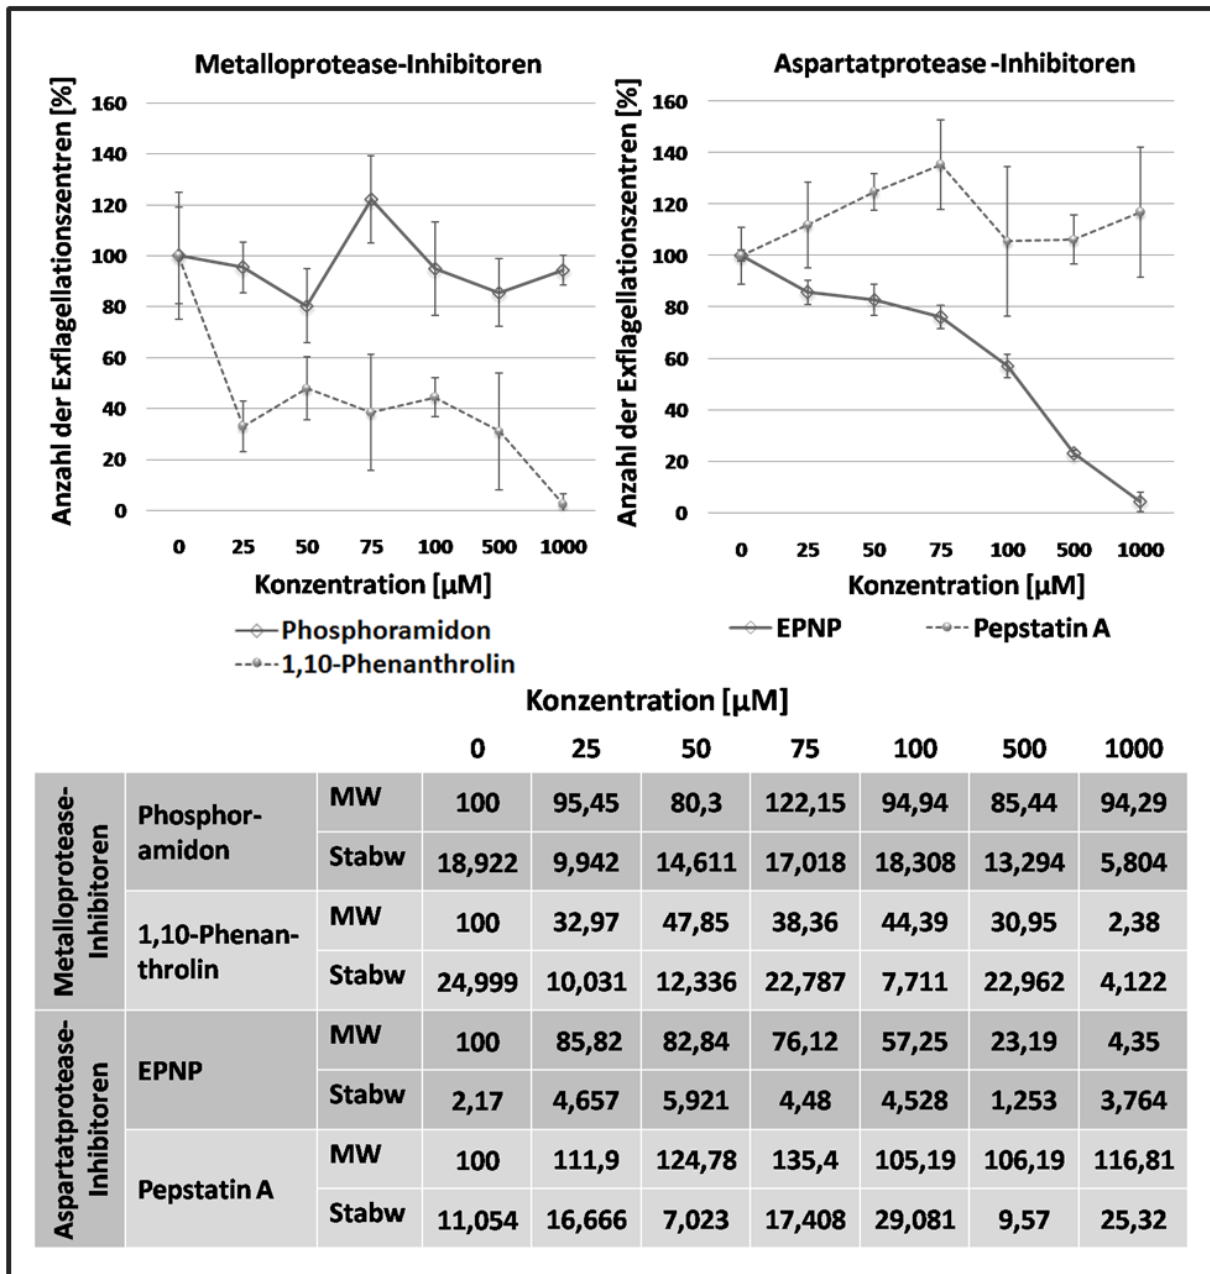 Metalloprotease-Inhibitoren
Anzahl der Exflagellationszentren [%]
160
140
120
100
80
60
40
20
0
0 25 50 75 100 500 1000
Konzentration [µM]
Phosphoramidon
1,10-Phenanthrolin
Aspartatprotease -Inhibitoren
Anzahl der Exflagellationszentren [%]
160
140
120
100
80
60
40
20
0
0 25 50 75 100 500 1000
Konzentration [µM]
EPNP Pepstatin A
Konzentration [µM]
0 25 50 75 100 500 1000
Metalloprotease-
Inhibitoren
Phosphor-
amidon
MW 100 95,45 80,3 122,15 94,94 85,44 94,29
Stabw 18,922 9,942 14,611 17,018 18,308 13,294 5,804
1,10-Phenan-
throlin
MW 100 32,97 47,85 38,36 44,39 30,95 2,38
Stabw 24,999 10,031 12,336 22,787 7,711 22,962 4,122
Aspartatprotease-
Inhibitoren
EPNP
MW 100 85,82 82,84 76,12 57,25 23,19 4,35
Stabw 2,17 4,657 5,921 4,48 4,528 1,253 3,764
Pepstatin A
MW 100 111,9 124,78 135,4 105,19 106,19 116,81
Stabw 11,054 16,666 7,023 17,408 29,081 9,57 25,32